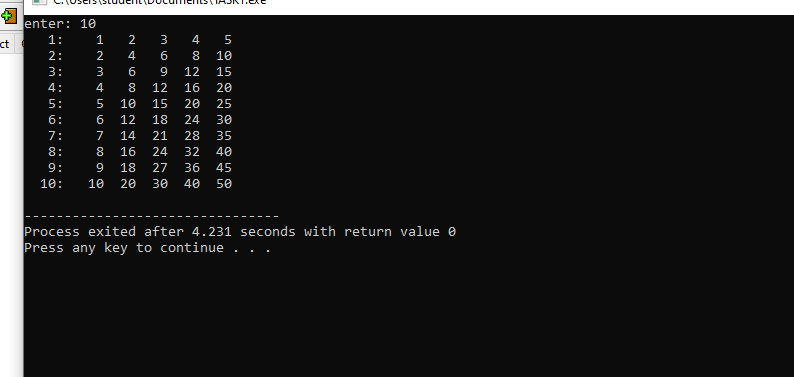 C:\Users\student\Documents\TASK1.exe
ct
enter: 10
   1:    1   2   3   4   5
   2:    2   4   6   8  10
   3:    3   6   9  12  15
   4:    4   8  12  16  20
   5:    5  10  15  20  25
   6:    6  12  18  24  30
   7:    7  14  21  28  35
   8:    8  16  24  32  40
   9:    9  18  27  36  45
  10:   10  20  30  40  50
--------------------------------
Process exited after 4.231 seconds with return value 0
Press any key to continue . . .